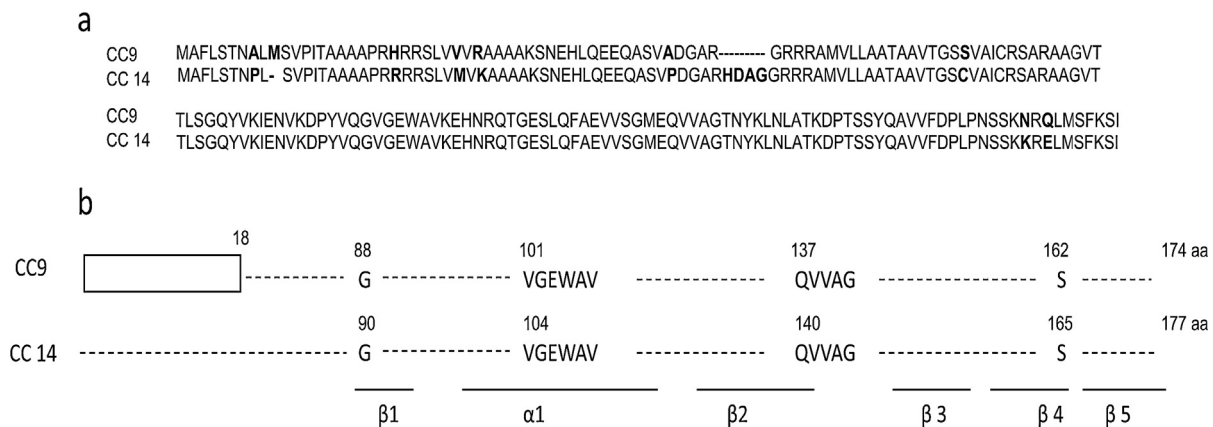 a
CC9 MAFLSTNALMSVPITAAAAPRHRRSLVVVRAAAAKSNEHLQEEQASVADGAR---------GRRRAMVLLAATAAVTGSSVAICRSARAAGVT
CC 14 MAFLSTNPL- SVPITAAAAPRRRRSLVMVKAAAAKSNEHLQEEQASVPDGARHDAGGRRRAMVLLAATAAVTGSCVAICRSARAAGVT
CC9 TLSGQYVKIENVKDPYVQGVGEWAVKEHNRQTGESLQFAEVVSGMEQVVAGTNYKLNLATKDPTSSYQAVVFDPLPNSSKNRQLMSFKSI
CC 14 TLSGQYVKIENVKDPYVQGVGEWAVKEHNRQTGESLQFAEVVSGMEQVVAGTNYKLNLATKDPTSSYQAVVFDPLPNSSKKRELMSFKSI
b
18 88 101 137 162 174 aa
CC9 G VGEWAV QVVAG S
90 104 140 165 177 aa
CC 14 G VGEWAV QVVAG S
β1 α1 β2 β 3 β 4 β 5